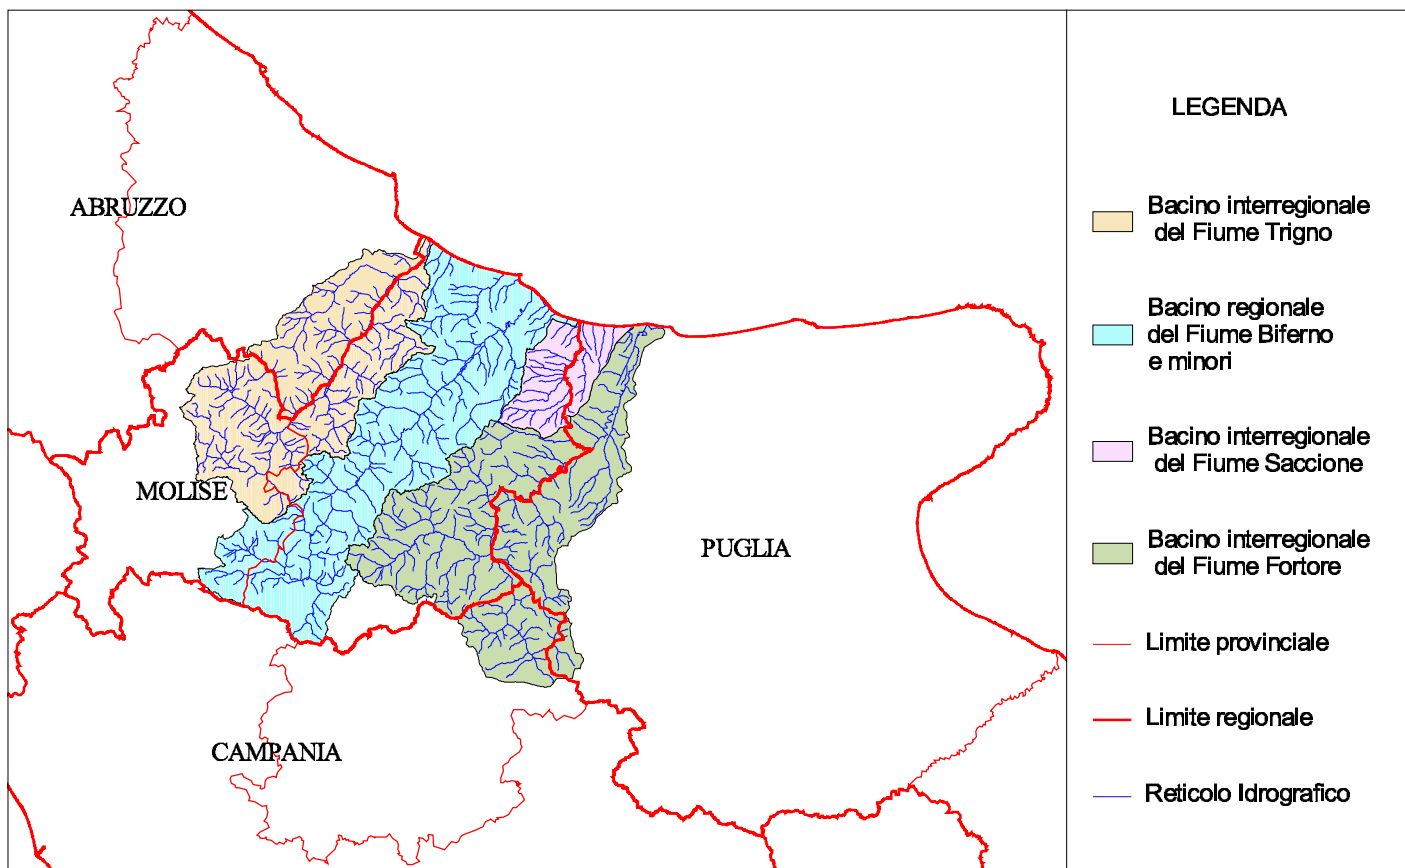 ABRUZZO
MOLISE
PUGLIA
CAMPANIA
LEGENDA
Bacino interregionale
del Fiume Trigno
Bacino regionale
del Fiume Biferno
e minori
Bacino interregionale
del Fiume Saccione
Bacino interregionale
del Fiume Fortore
Limite provinciale
Limite regionale
Reticolo Idrografico